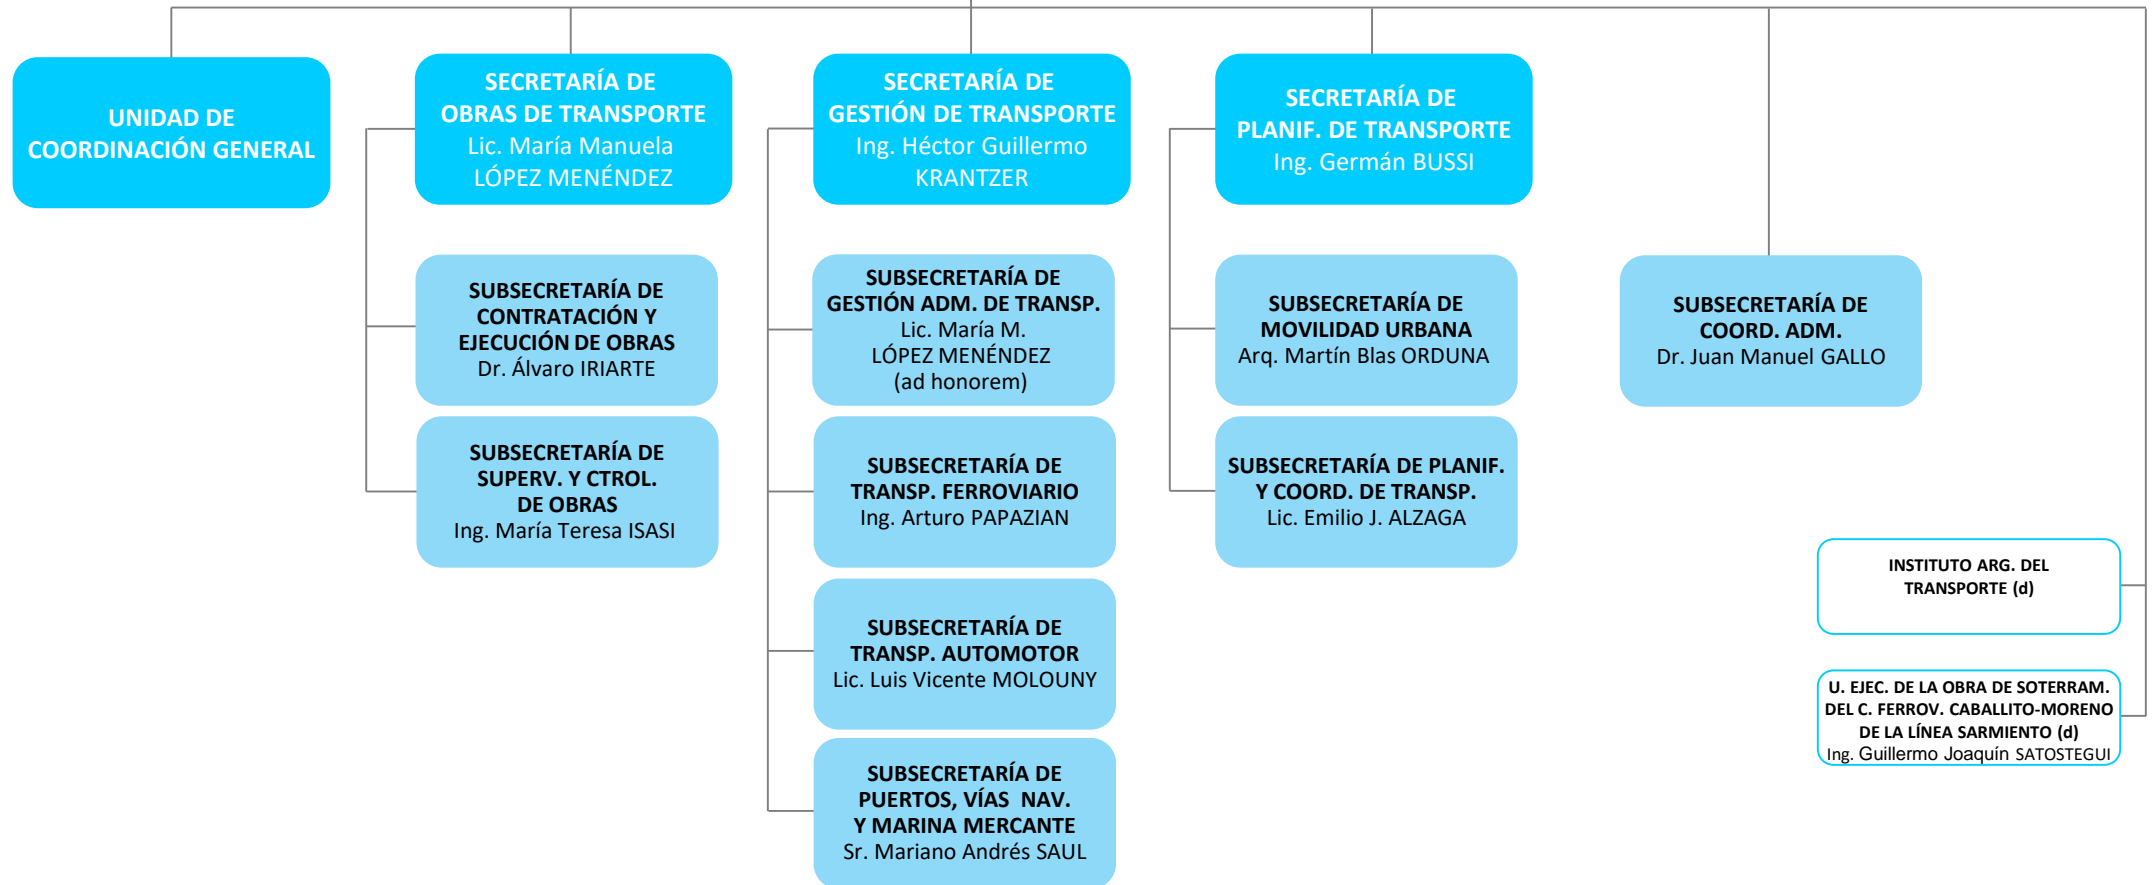 UNIDAD DE
COORDINACIÓN GENERAL
SECRETARÍA DE
OBRAS DE TRANSPORTE
Lic. María Manuela
LÓPEZ MENÉNDEZ
SECRETARÍA DE
GESTIÓN DE TRANSPORTE
Ing. Héctor Guillermo
KRANTZER
SECRETARÍA DE
PLANIF. DE TRANSPORTE
Ing. Germán BUSSI
SUBSECRETARÍA DE
CONTRATACIÓN Y
EJECUCIÓN DE OBRAS
Dr. Álvaro IRIARTE
SUBSECRETARÍA DE
GESTIÓN ADM. DE TRANSP.
Lic. María M.
LÓPEZ MENÉNDEZ
(ad honorem)
SUBSECRETARÍA DE
MOVILIDAD URBANA
Arq. Martín Blas ORDUNA
SUBSECRETARÍA DE
COORD. ADM.
Dr. Juan Manuel GALLO
SUBSECRETARÍA DE
SUPERV. Y CTROL.
DE OBRAS
Ing. María Teresa ISASI
SUBSECRETARÍA DE
TRANSP. FERROVIARIO
Ing. Arturo PAPAZIAN
SUBSECRETARÍA DE PLANIF.
Y COORD. DE TRANSP.
Lic. Emilio J. ALZAGA
INSTITUTO ARG. DEL
TRANSPORTE (d)
SUBSECRETARÍA DE
TRANSP. AUTOMOTOR
Lic. Luis Vicente MOLOUNY
U. EJEC. DE LA OBRA DE SOTERRAM.
DEL C. FERROV. CABALLITO-MORENO
DE LA LÍNEA SARMIENTO (d)
Ing. Guillermo Joaquín SATOSTEGUI
SUBSECRETARÍA DE
PUERTOS, VÍAS NAV.
Y MARINA MERCANTE
Sr. Mariano Andrés SAUL